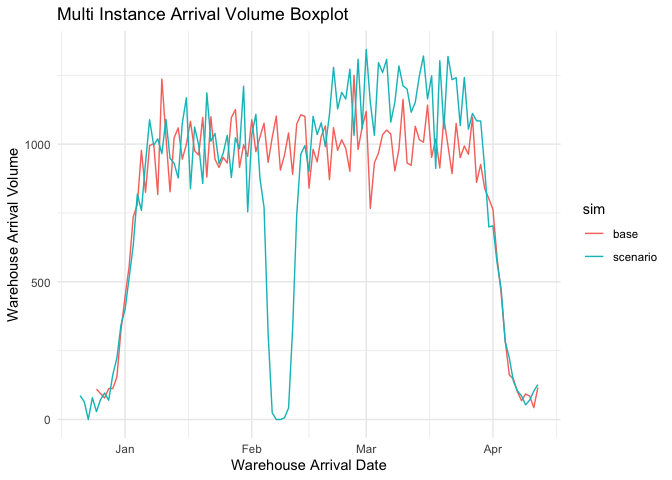 Multi Instance Arrival Volume Boxplot
Warehouse Arrival Volume
1000
500
0
Jan
Feb
Mar
Apr
Warehouse Arrival Date
sim
base
scenario